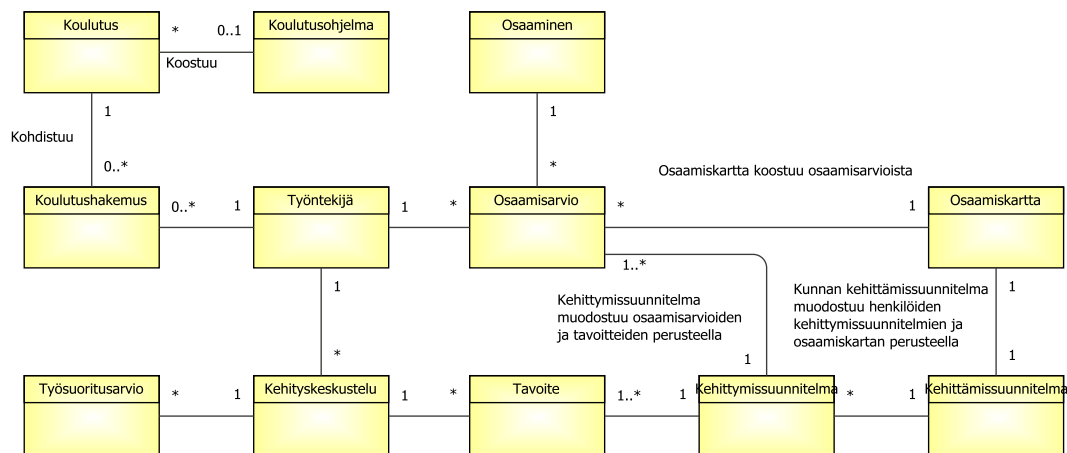 Koulutus
Koulutusohjelma
Osaaminen
* 0..1
Koostuu
1
1
Kohdistuu
0..*
*
Osaamiskartta koostuu osaamisarvioista
Koulutushakemus
Työntekijä
Osaamisarvio
Osaamiskartta
0..* 1
1 *
* 1
1..*
1
1
Kehittymissuunnitelma
muodostuu osaamisarvioiden
ja tavoitteiden perusteella
Kunnan kehittämissuunnitelma
muodostuu henkilöiden
kehittymissuunnitelmien ja
osaamiskartan perusteella
*
1
1
Työsuoritusarvio
Kehityskeskustelu
Tavoite
Kehittymissuunnitelma
Kehittämissuunnitelma
* 1
1 *
1..* 1
* 1